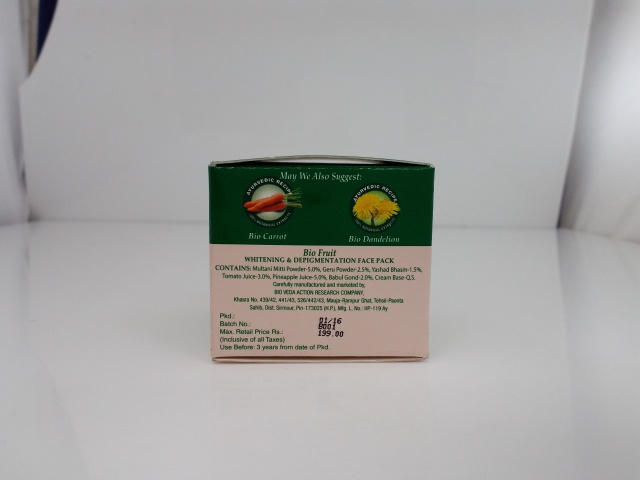 May We Also Suggest:
AYURVEDIC RECIPE
AYURVEDIC RECIPE
Bio Carrot
Bio Dandelion
Bio Fruit
WHITENING & DEPIGMENTATION FACE PACK
CONTAINS: Multani Mitti Powder-5.0%, Geru Powder-2.5%, Yashad Bhasm-1.5%,
Tomato Juice-3.0%, Pineapple Juice-5.0%, Babul Gond-2.0%, Cream Base-Q.S.
Carefully manufactured and marketed by,
BIO VEDA ACTION RESEARCH COMPANY,
Khasra No. 439/42, 441/43, 526/442/63, Mauja-Rampur Ghat, Tehsil-Paonta
Sahib, Dist. Sirmour, Pin-173025 (H.P.), Mfg. L. No.: HP-119 Ay
Pkd.: 01/16
Batch No.: B001
Max. Retail Price Rs.: 199.00
(Inclusive of all Taxes)
Use Before: 3 years from date of Pkd.